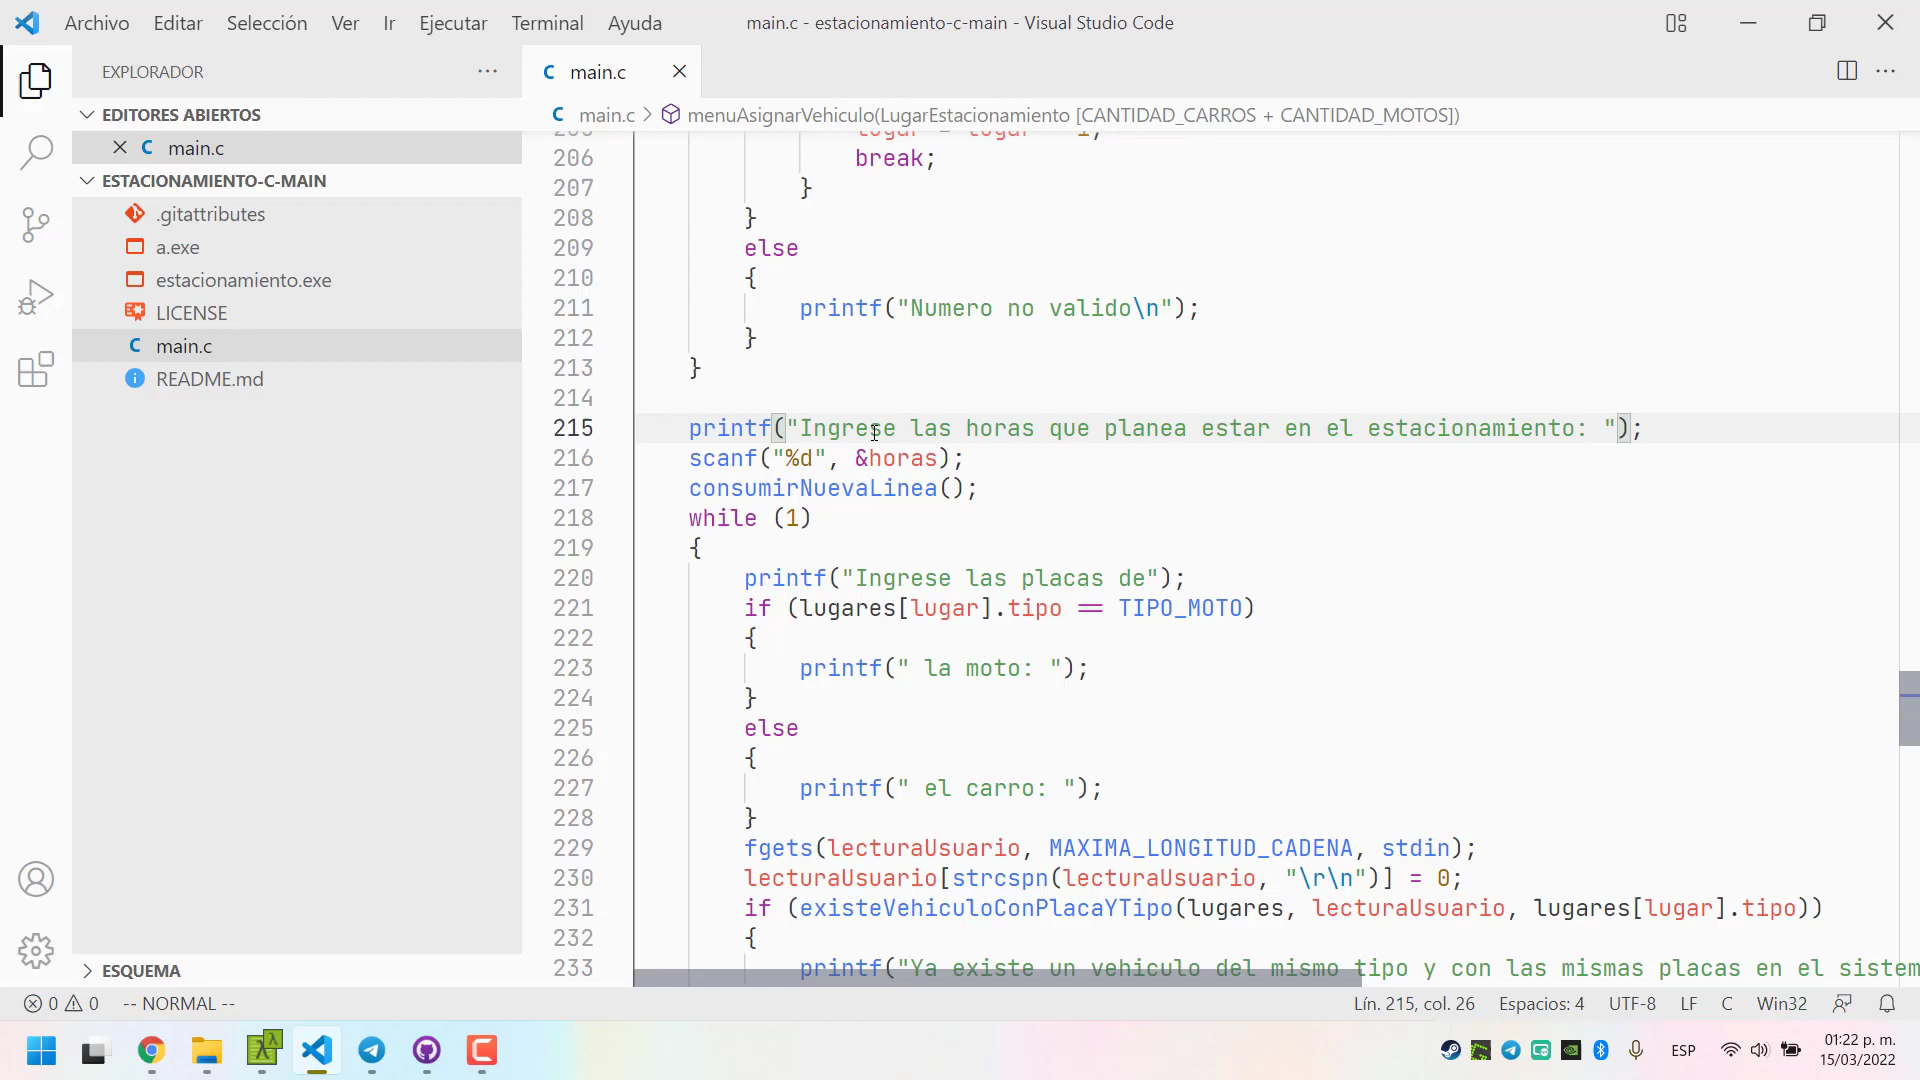 Archivo Editar Selección Ver Ir Ejecutar Terminal Ayuda main.c - estacionamiento-c-main - Visual Studio Code
EXPLORADOR
C main.c
EDITORES ABIERTOS
C main.c > menuAsignarVehiculo(LugarEstacionamiento [CANTIDAD_CARROS + CANTIDAD_MOTOS])
C main.c
ESTACIONAMIENTO-C-MAIN
.gitattributes
a.exe
estacionamiento.exe
LICENSE
C main.c
README.md
ESQUEMA
205 lugar = lugar - 1;
206 break;
207 }
208 }
209 else
210 {
211 printf("Numero no valido\n");
212 }
213 }
214
215 printf("Ingrese las horas que planea estar en el estacionamiento: ");
216 scanf("%d", &horas);
217 consumirNuevaLinea();
218 while (1)
219 {
220 printf("Ingrese las placas de");
221 if (lugares[lugar].tipo == TIPO_MOTO)
222 {
223 printf(" la moto: ");
224 }
225 else
226 {
227 printf(" el carro: ");
228 }
229 fgets(lecturaUsuario, MAXIMA_LONGITUD_CADENA, stdin);
230 lecturaUsuario[strcspn(lecturaUsuario, "\r\n")] = 0;
231 if (existeVehiculoConPlacaYTipo(lugares, lecturaUsuario, lugares[lugar].tipo))
232 {
233 printf("Ya existe un vehiculo del mismo tipo y con las mismas placas en el sistem
0 0 -- NORMAL -- Lín. 215, col. 26 Espacios: 4 UTF-8 LF C Win32
ESP 01:22 p. m.
15/03/2022